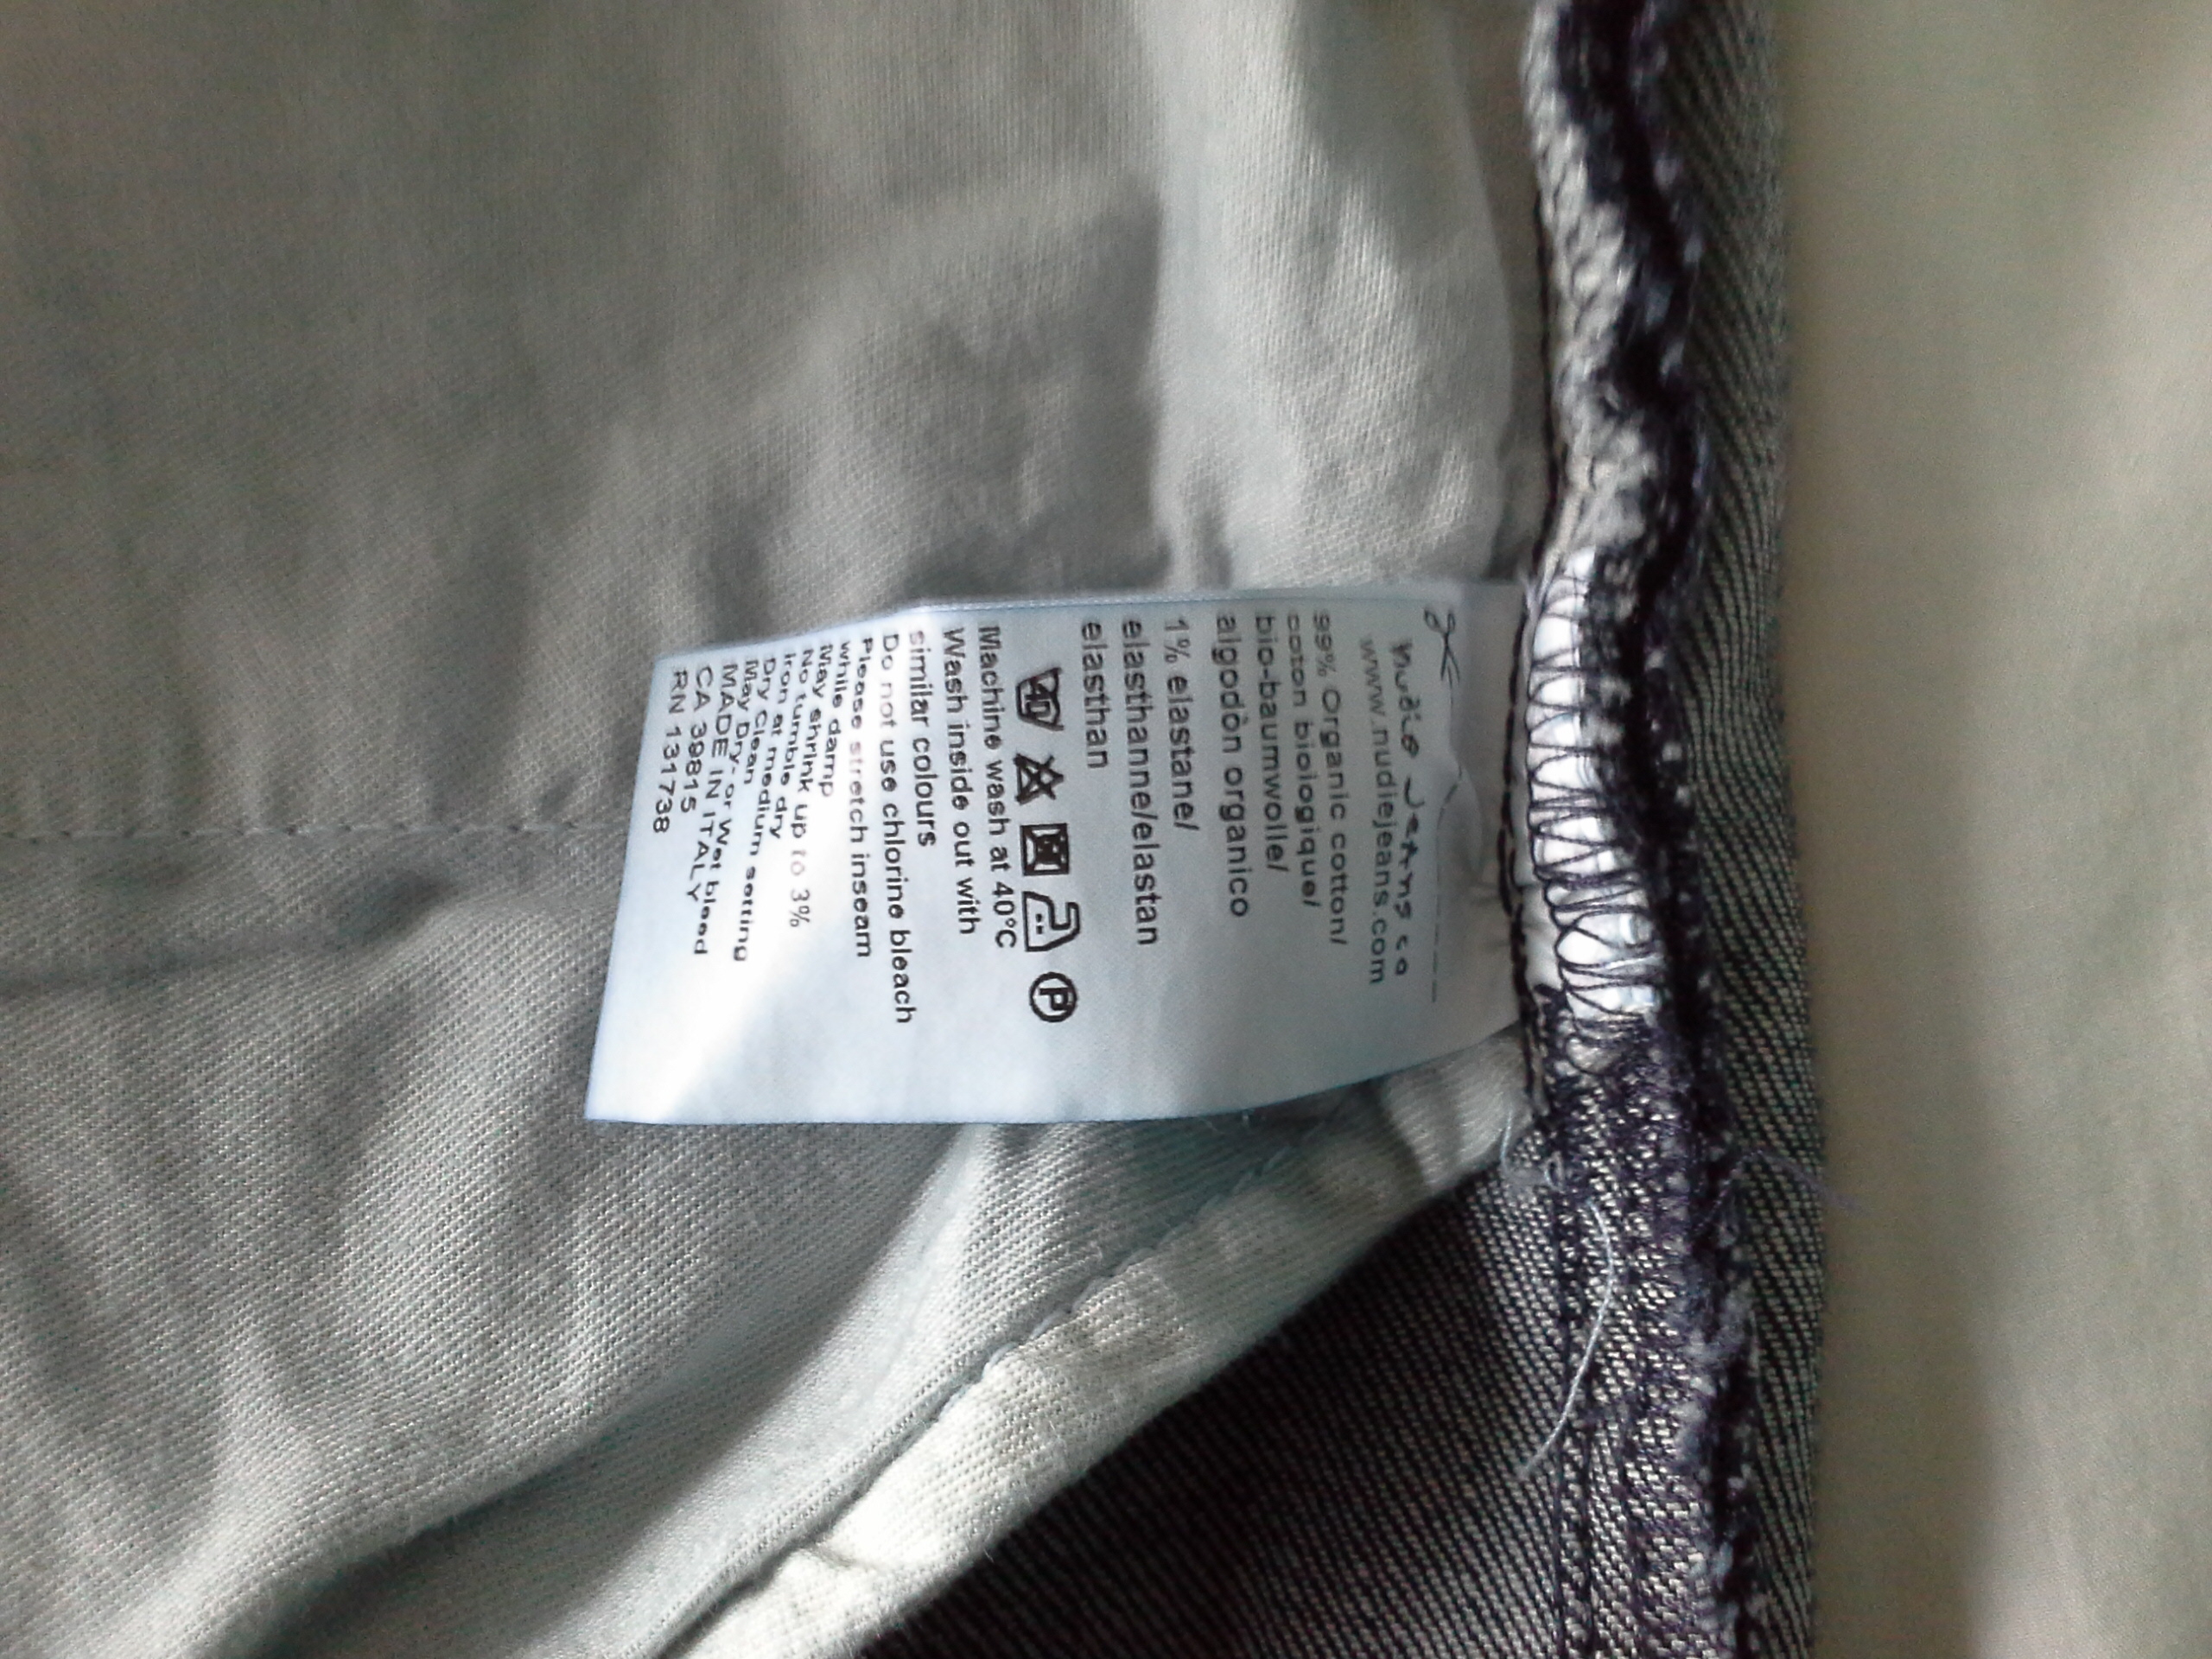 nudie Jeans co
www.nudiejeans.com
99% Organic cotton/
coton biologique/
bio-baumwolle/
algodòn organico
1% elastane/
elasthanne/elastan
elasthan
40 P
Machine wash at 40°C
Wash inside out with
similar colours
Do not use chlorine bleach
Please stretch inseam
while damp
May shrink up to 3%
No tumble dry
Iron at medium setting
Dry Clean
May Dry- or Wet bleed
MADE IN ITALY
CA 39815
RN 131738